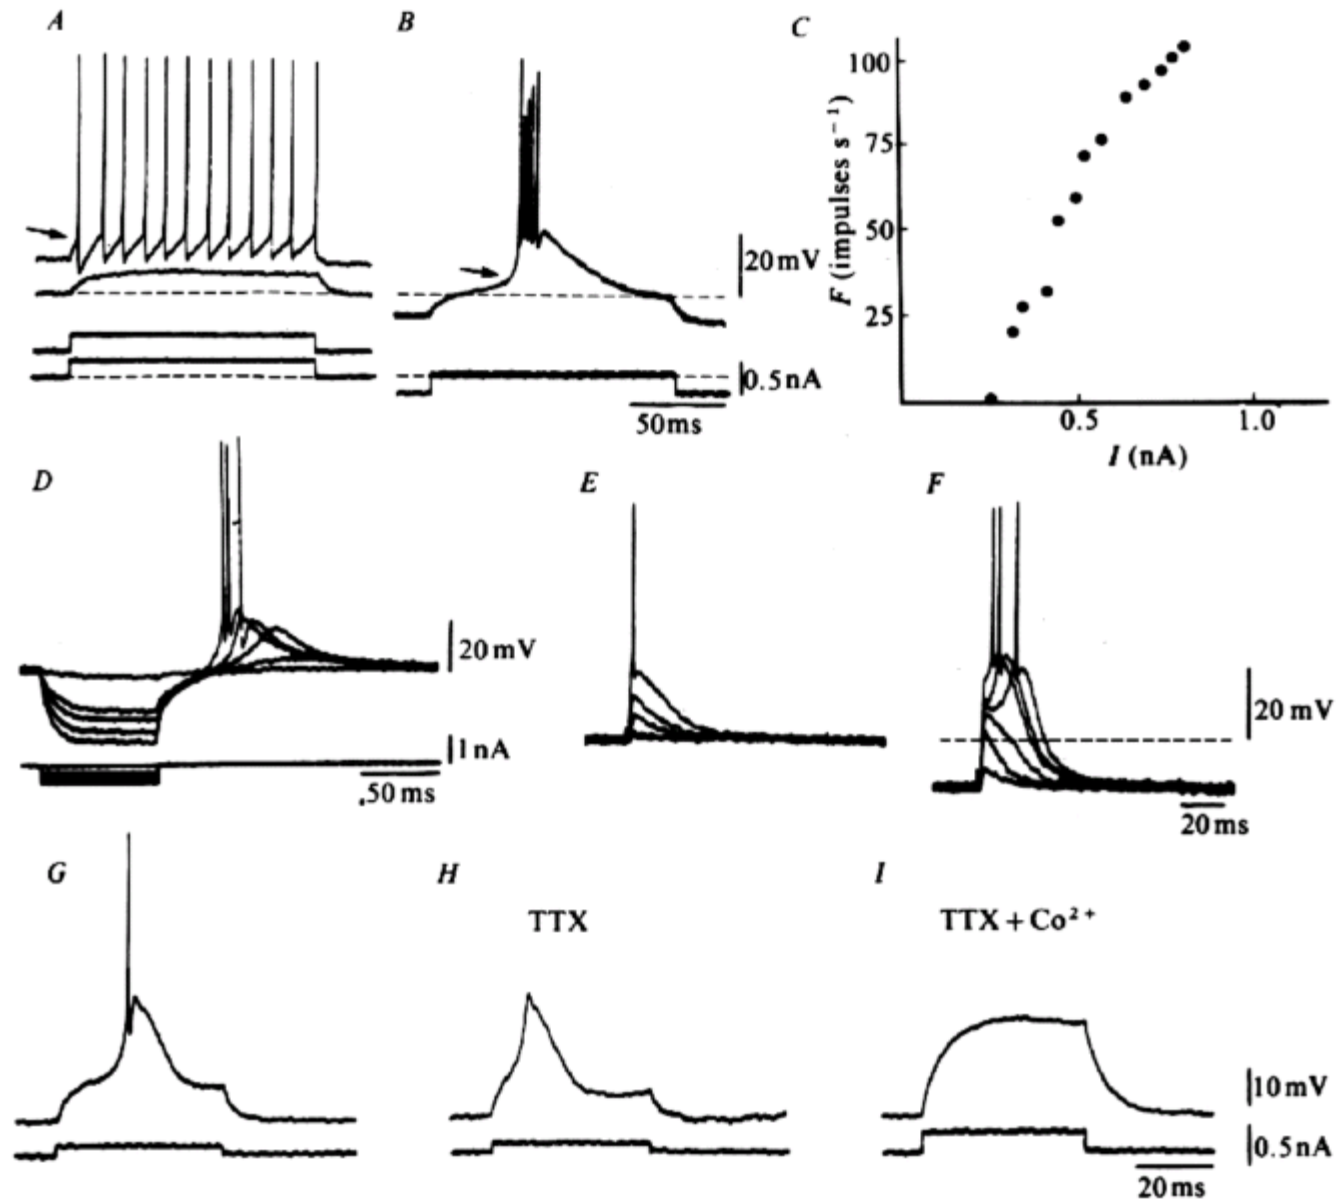 A
B
C
100
75
50
25
F (impulses s⁻¹)
20 mV
0.5 nA
50 ms
0.5
1.0
I (nA)
D
E
F
20 mV
1 nA
50 ms
20 mV
20 ms
G
H
I
TTX
TTX + Co²⁺
10 mV
0.5 nA
20 ms